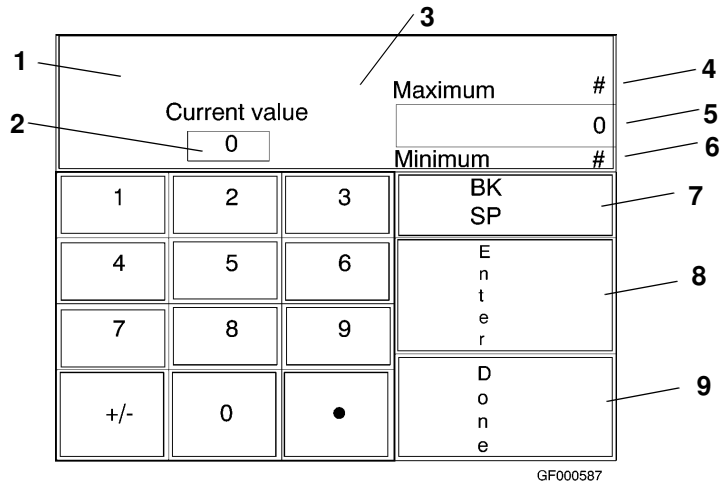 3
1
4
Maximum #
Current value
5
2
0
0
6
Minimum #
1 2 3
BK
SP
7
4 5 6
E
n
t
e
r
8
7 8 9
+/- 0 ●
D
o
n
e
9
GF000587